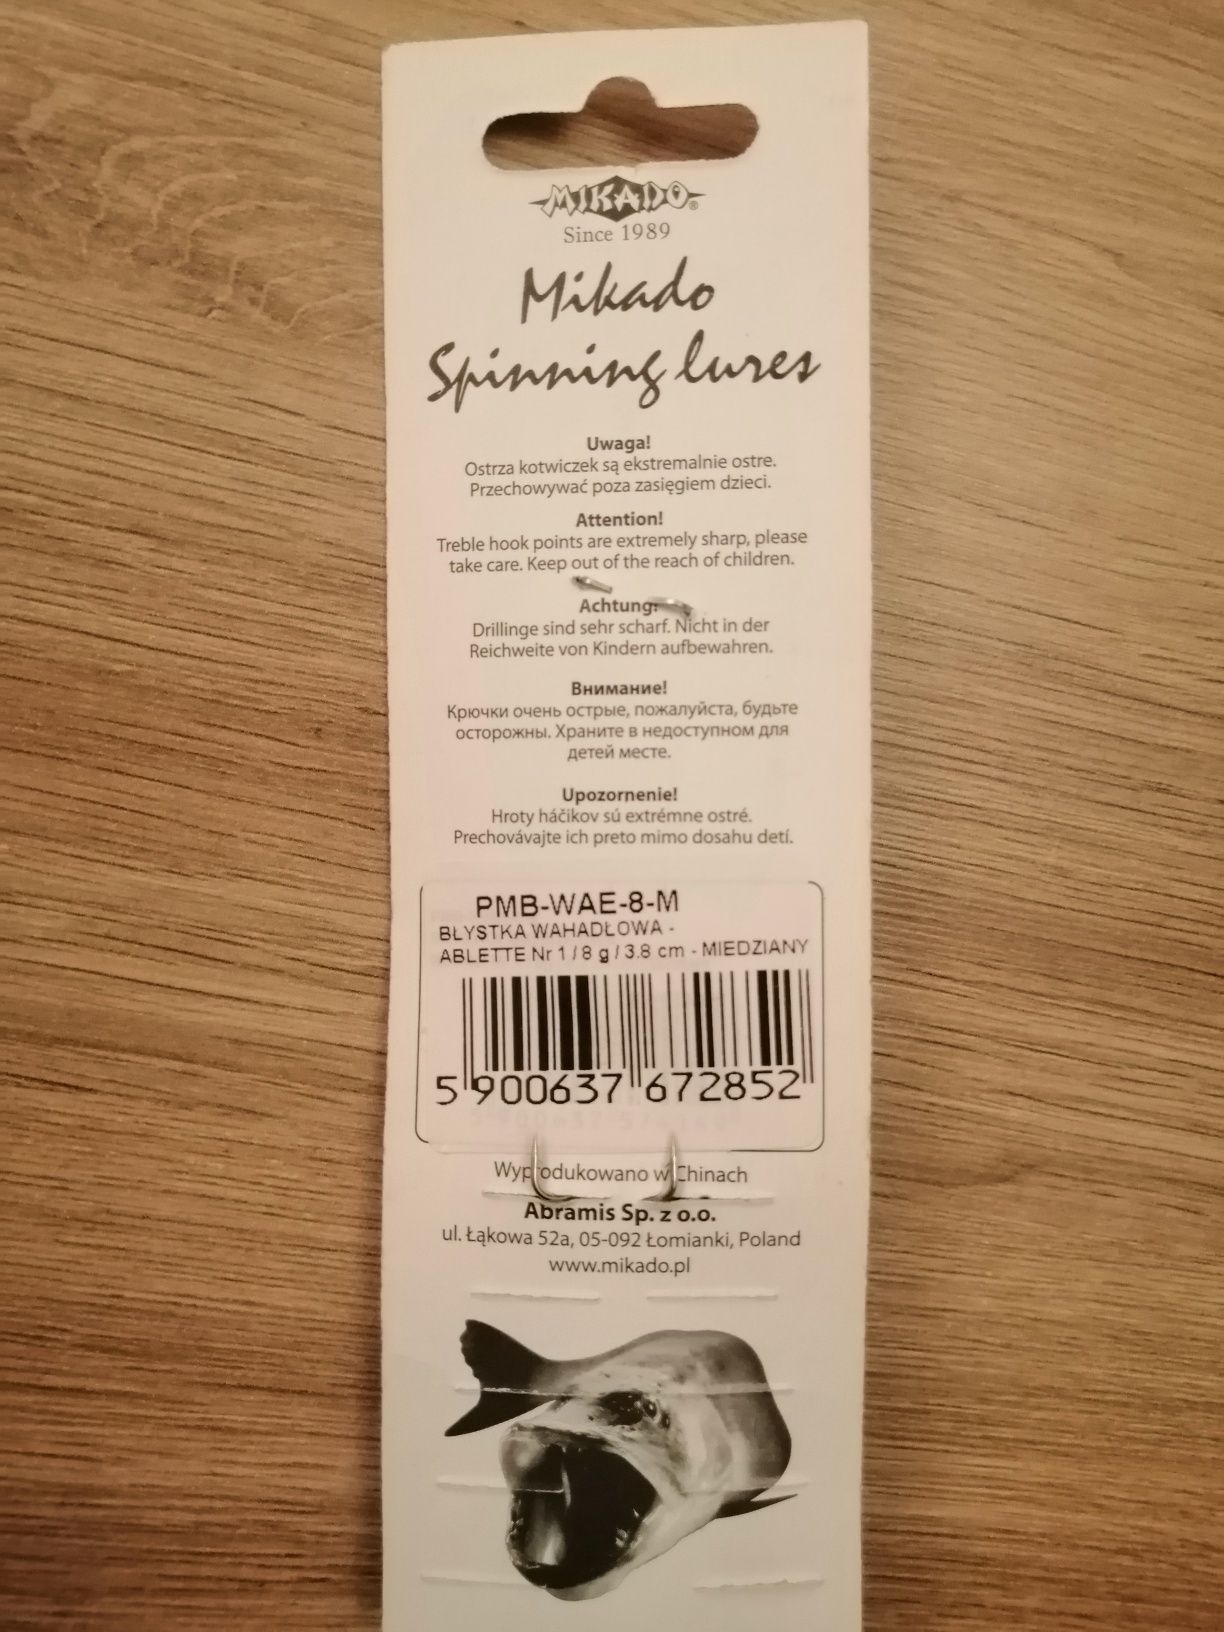 MIKADO®
Since 1989
Mikado
Spinning lures
Uwaga!
Ostrza kotwiczek są ekstremalnie ostre.
Przechowywać poza zasięgiem dzieci.
Attention!
Treble hook points are extremely sharp, please
take care. Keep out of the reach of children.
Achtung!
Drillinge sind sehr scharf. Nicht in der
Reichweite von Kindern aufbewahren.
Внимание!
Крючки очень острые, пожалуйста, будьте
осторожны. Храните в недоступном для
детей месте.
Upozornenie!
Hroty háčikov sú extrémne ostré.
Prechovávajte ich preto mimo dosahu detí.
PMB-WAE-8-M
BŁYSTKA WAHADŁOWA -
ABLETTE Nr 1 / 8 g / 3.8 cm - MIEDZIANY
5 900637 672852
Wyprodukowano w Chinach
Abramis Sp. z o.o.
ul. Łąkowa 52a, 05-092 Łomianki, Poland
www.mikado.pl